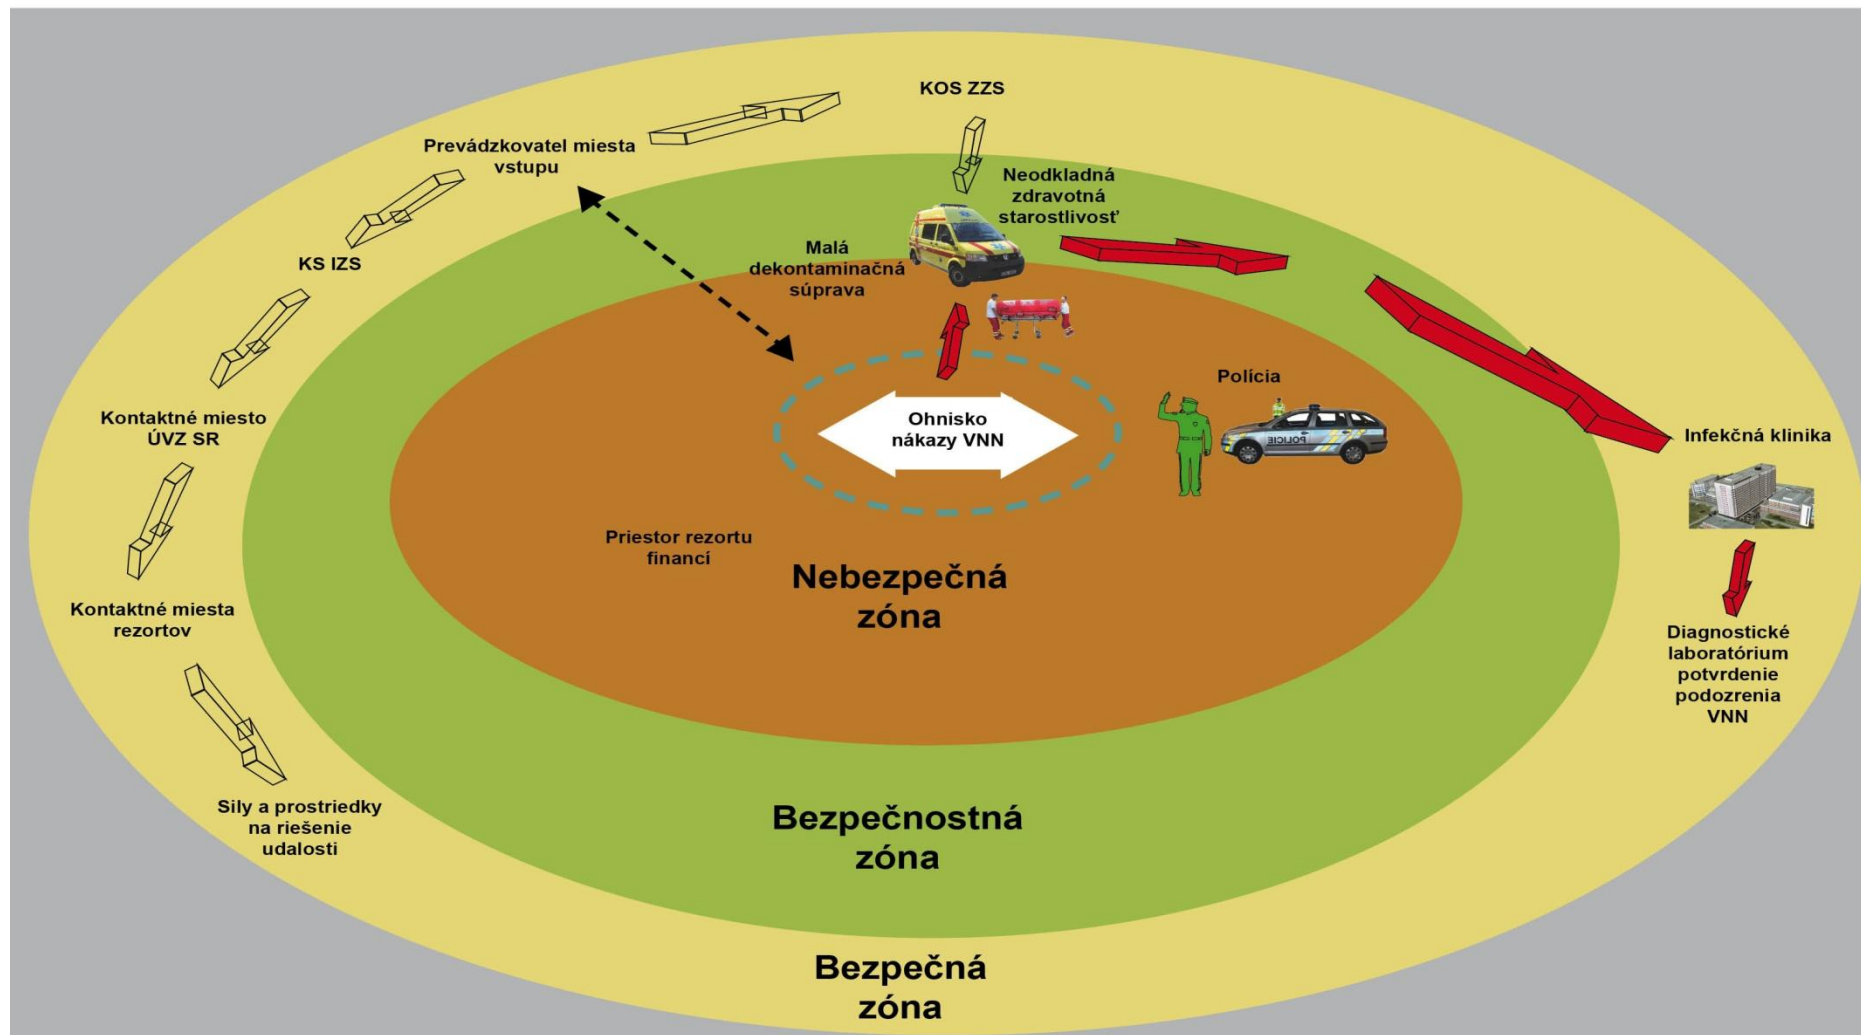 KOS ZZS
Prevádzkovatel miesta
vstupu
Neodkladná
zdravotná
starostlivosť
Malá
dekontaminačná
súprava
KS IZS
Polícia
Kontaktné miesto
ÚVZ SR
Ohnisko
nákazy VNN
POLICIE
Infekčná klinika
Priestor rezortu
financí
Nebezpečná
zóna
Kontaktné miesta
rezortov
Diagnostické
laboratórium
potvrdenie
podozrenia
VNN
Sily a prostriedky
na riešenie
udalosti
Bezpečnostná
zóna
Bezpečná
zóna